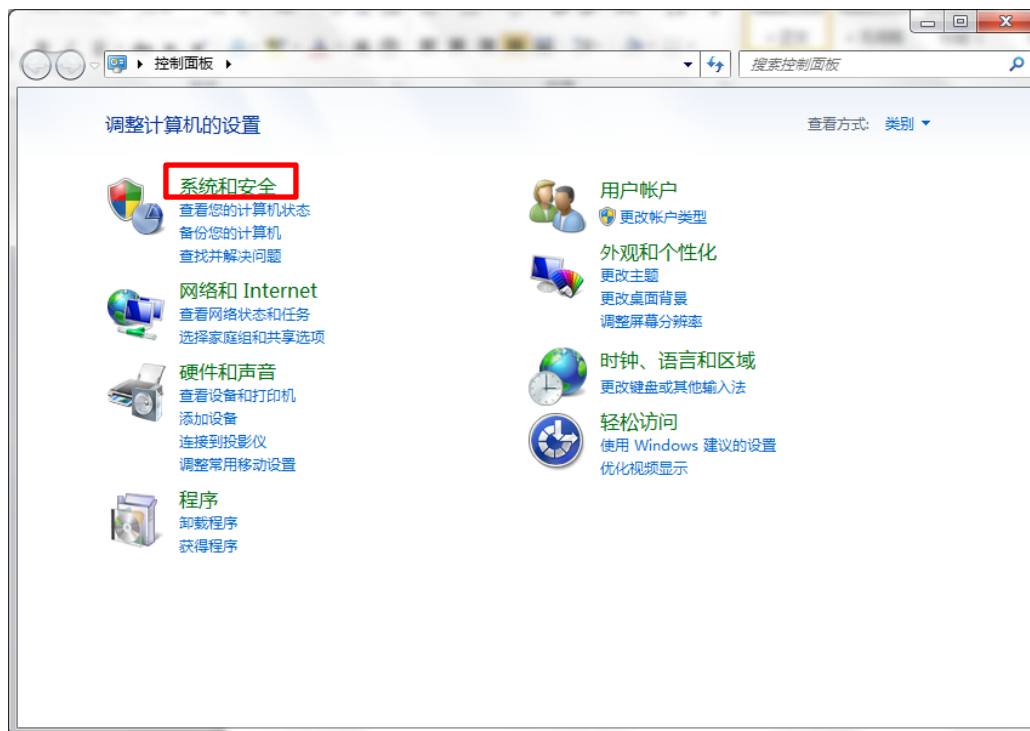 控制面板
搜索控制面板
调整计算机的设置
查看方式: 类别
系统和安全
查看您的计算机状态
备份您的计算机
查找并解决问题
网络和 Internet
查看网络状态和任务
选择家庭组和共享选项
硬件和声音
查看设备和打印机
添加设备
连接到投影仪
调整常用移动设置
程序
卸载程序
获得程序
用户帐户
更改帐户类型
外观和个性化
更改主题
更改桌面背景
调整屏幕分辨率
时钟、语言和区域
更改键盘或其他输入法
轻松访问
使用 Windows 建议的设置
优化视频显示